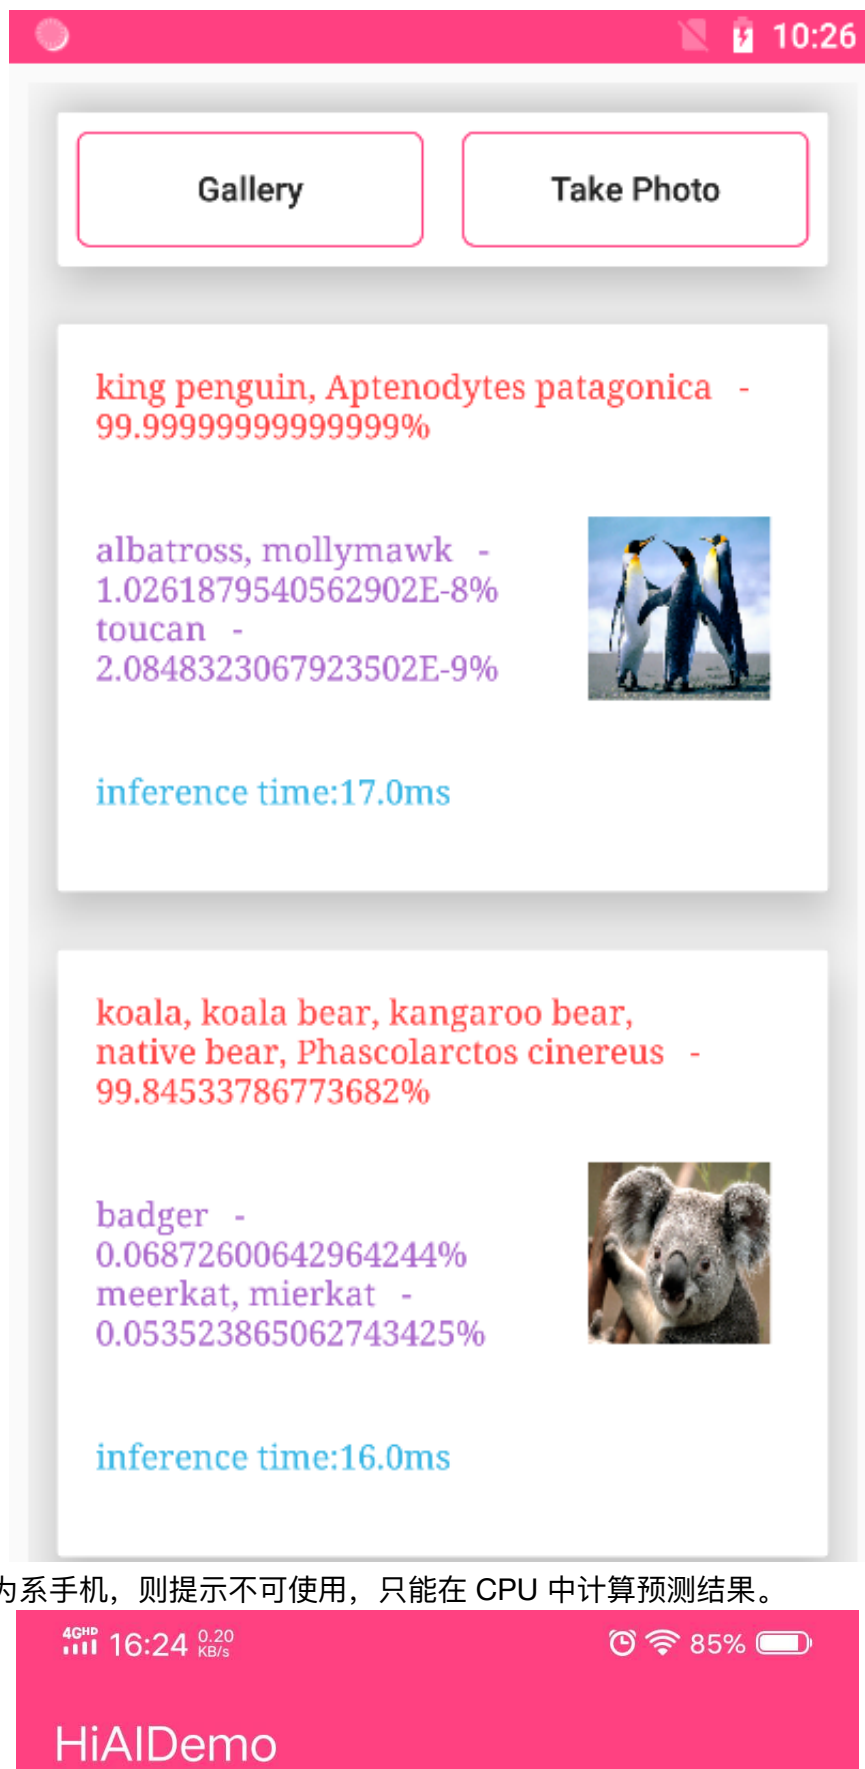 10:26
Gallery
Take Photo
king penguin, Aptenodytes patagonica -
99.99999999999999%
albatross, mollymawk -
1.0261879540562902E-8%
toucan -
2.0848323067923502E-9%
inference time:17.0ms
koala, koala bear, kangaroo bear,
native bear, Phascolarctos cinereus -
99.84533786773682%
badger -
0.06872600642964244%
meerkat, mierkat -
0.053523865062743425%
inference time:16.0ms
为系手机，则提示不可使用，只能在 CPU 中计算预测结果。
4GHD 16:24 0.20 KB/s 85%
HiAIDemo